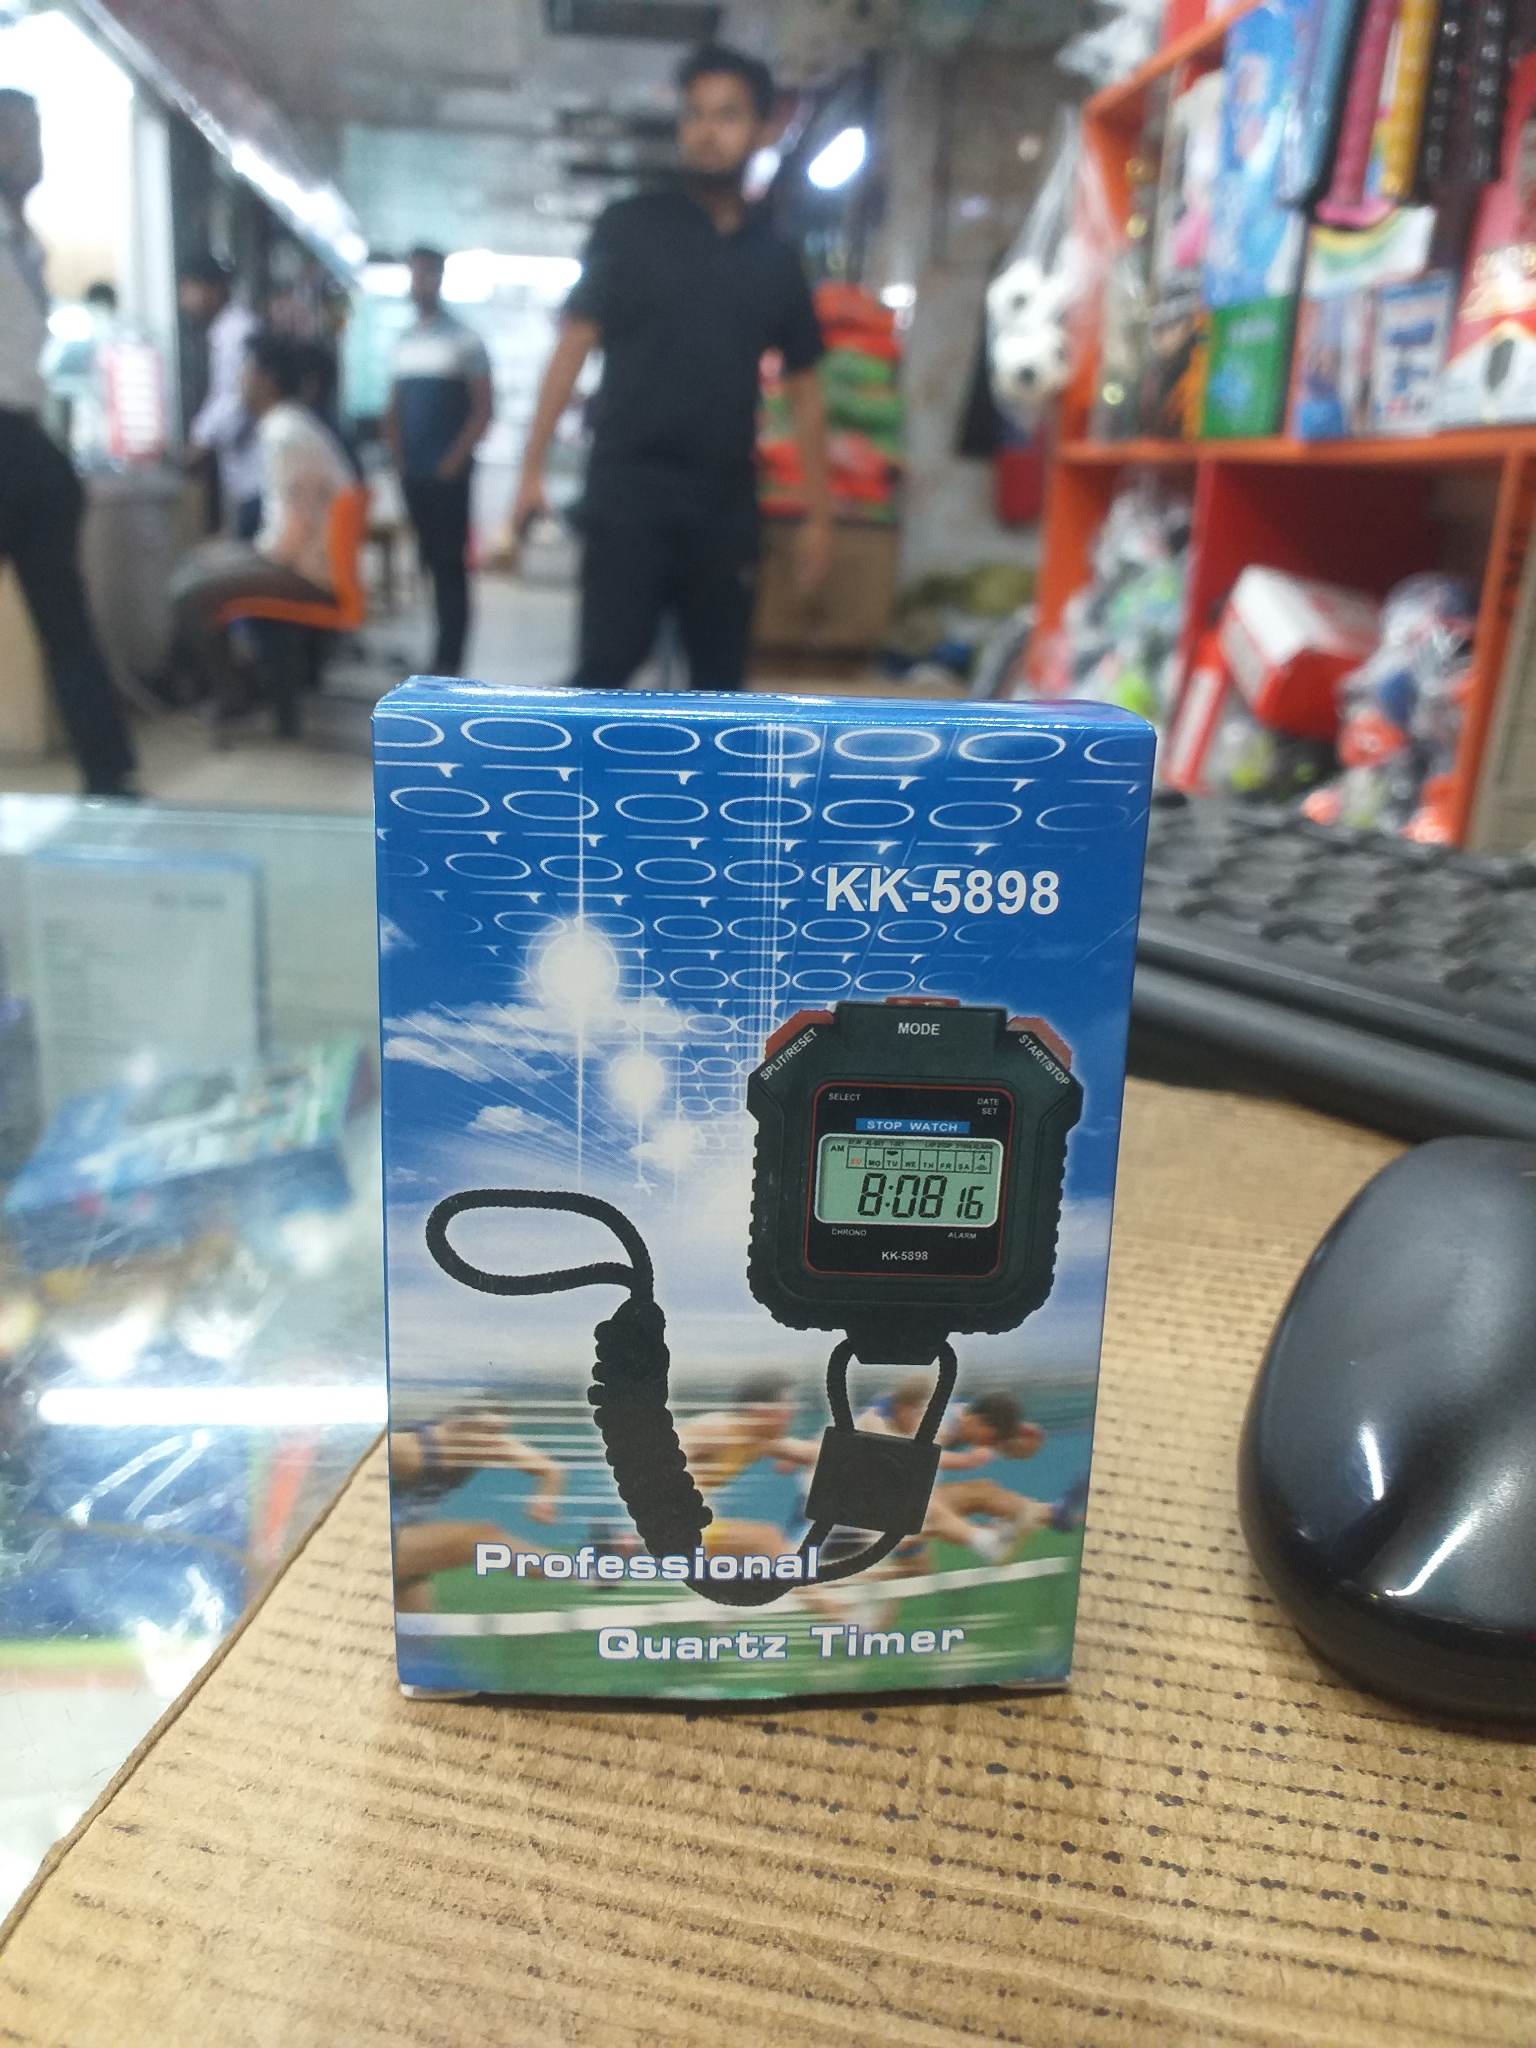 KK-5898
MODE
SPLIT/RESET
START/STOP
SELECT
DATE
SET
STOP WATCH
AM
SU MO TU WE TH FR SA A
8:08 16
CHRONO
ALARM
KK-5898
Professional
Quartz Timer